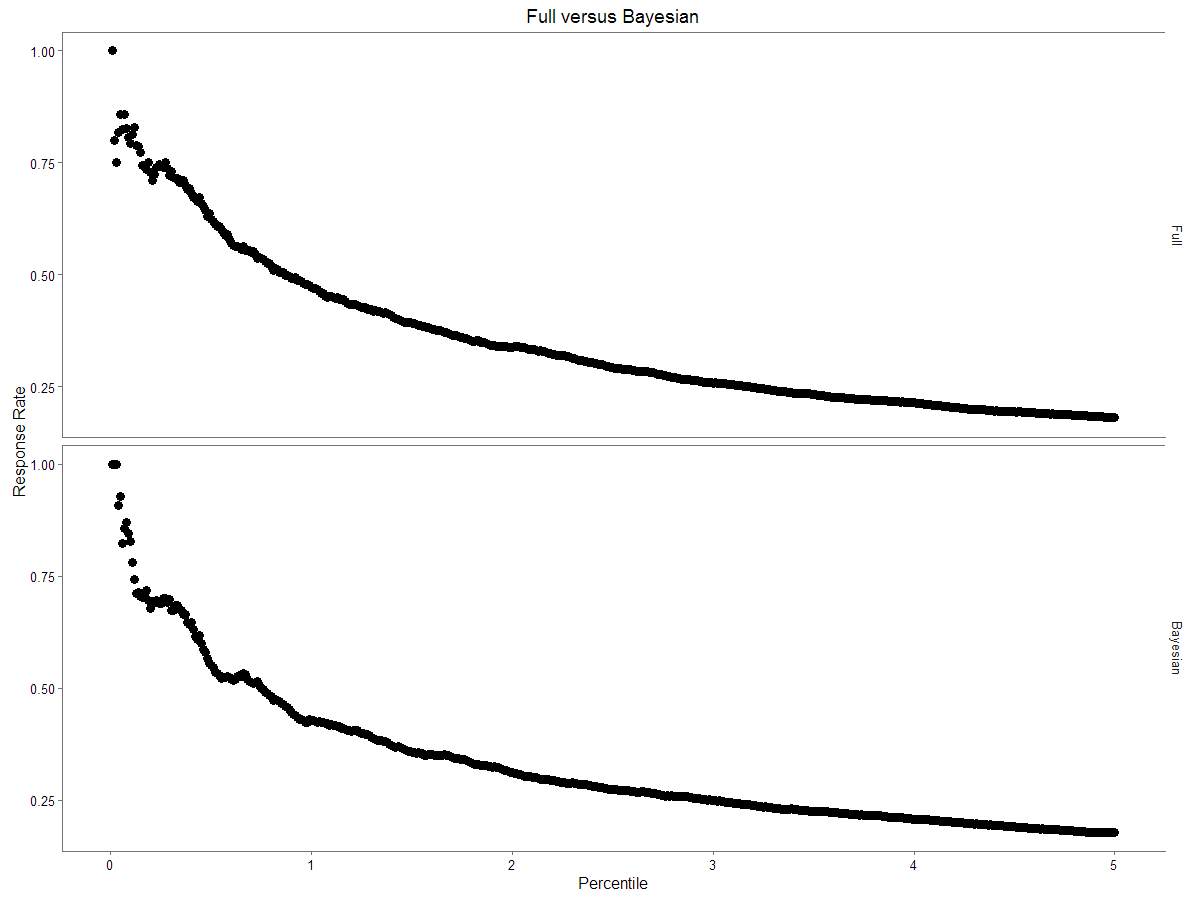 Full versus Bayesian
1.00
0.75
0.50
0.25
Full
Response Rate
1.00
0.75
0.50
0.25
Bayesian
0 1 2 3 4 5
Percentile